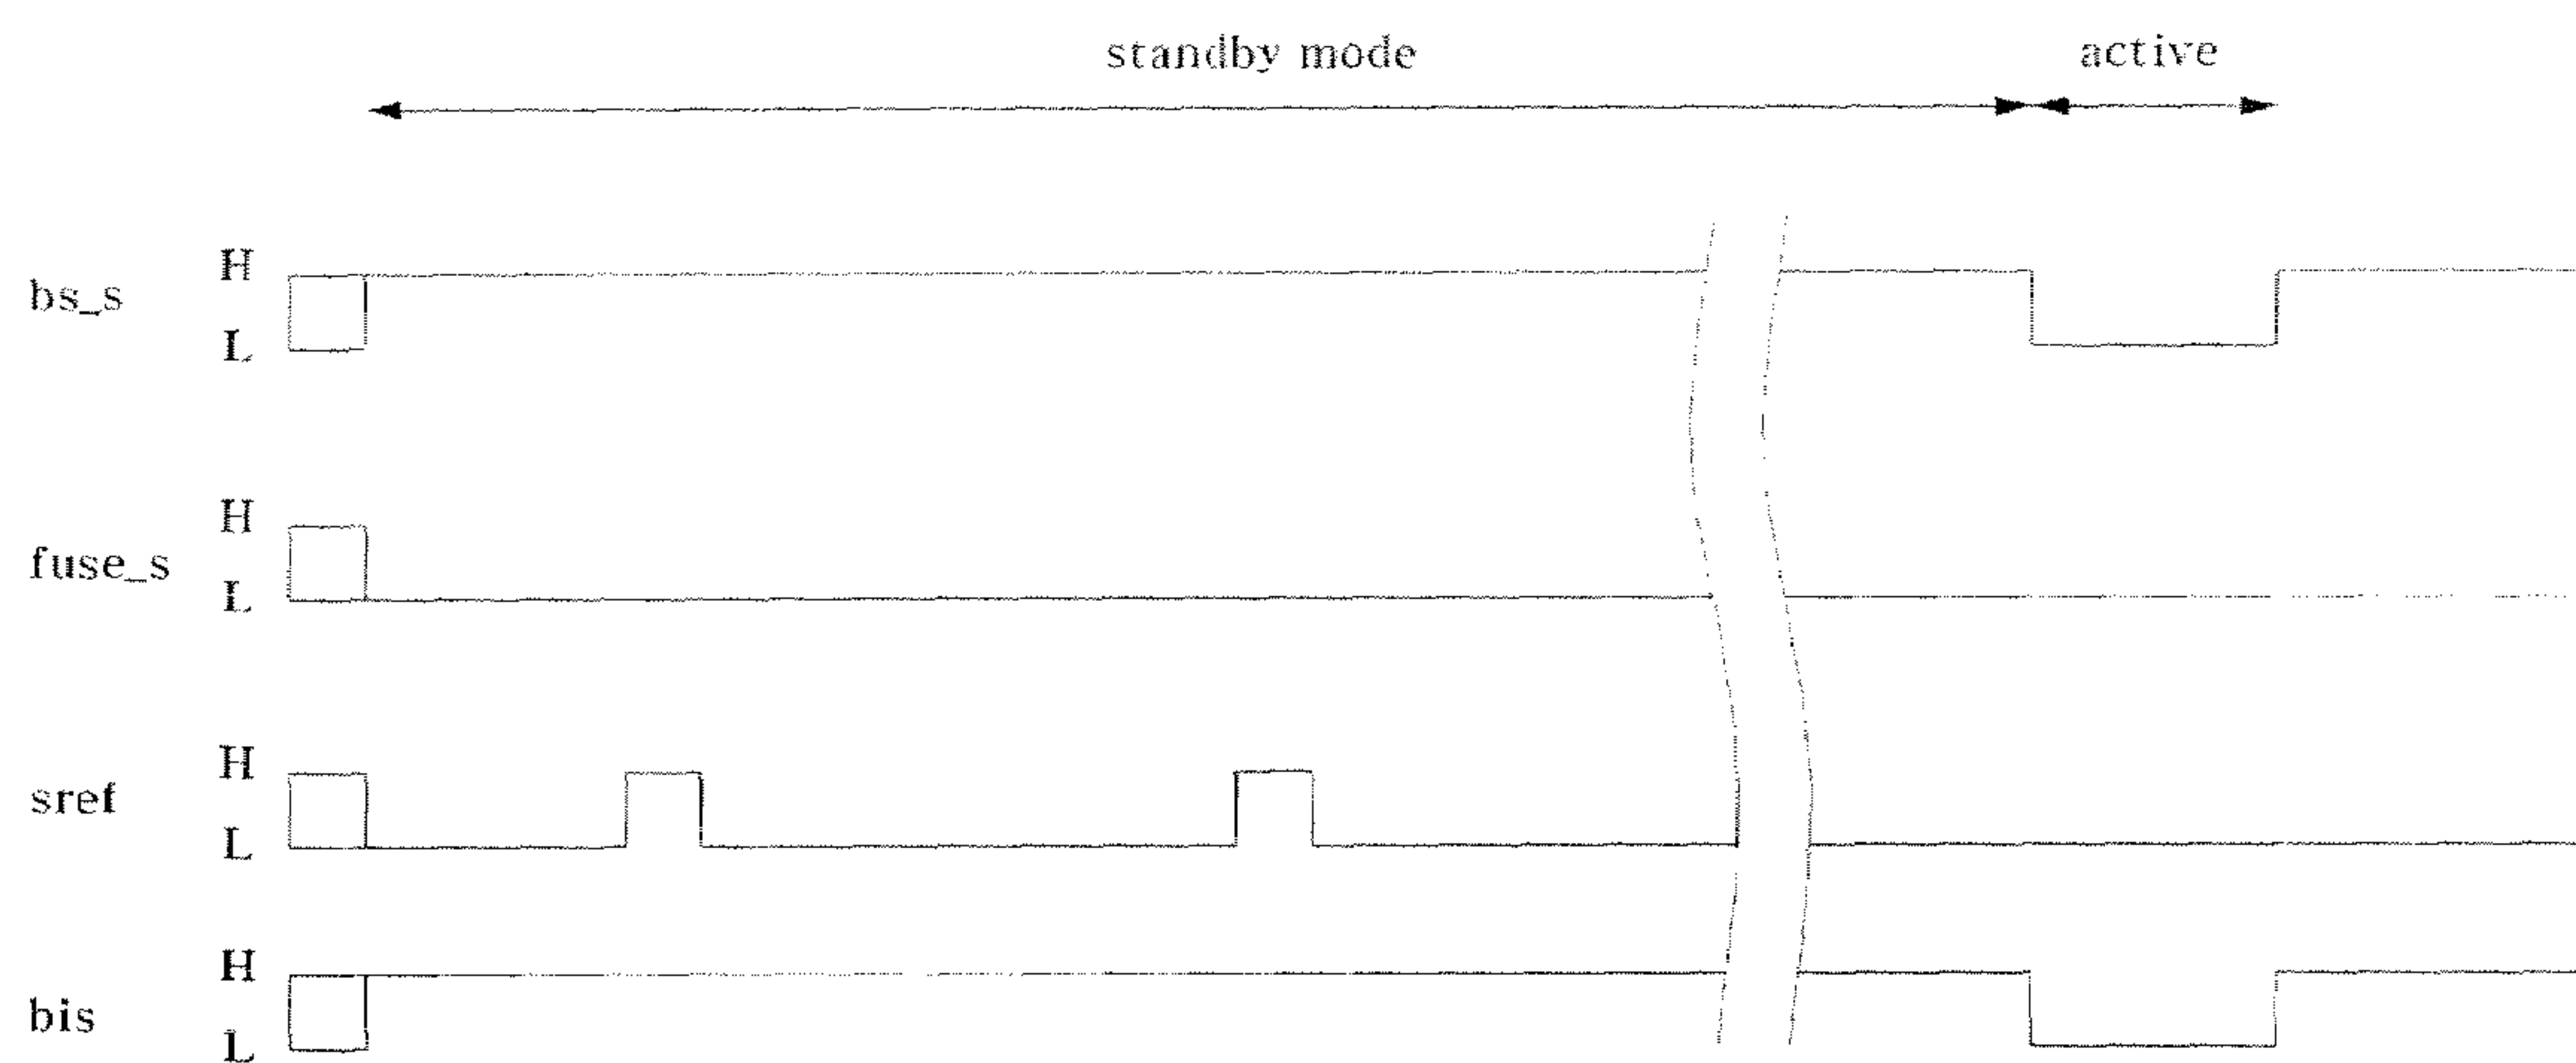 standby mode active
H
bs_s
L
H
fuse_s
L
H
sref
L
H
bis
L